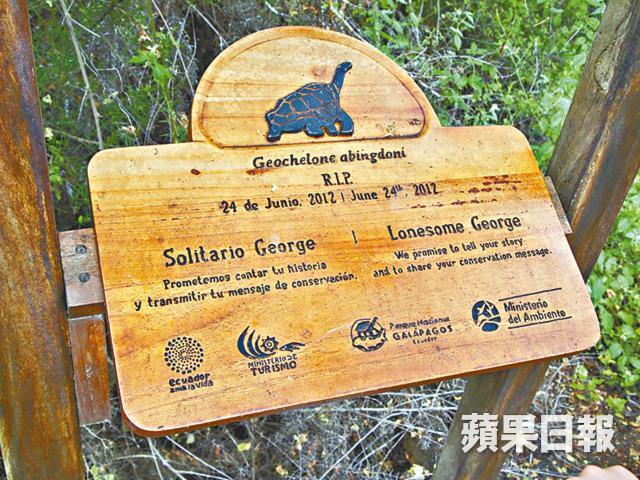 Geochelone abingdoni
R.I.P.
24 de Junio, 2012 | June 24th, 2012
Solitario George | Lonesome George
Prometemos contar tu historia
y transmitir tu mensaje de conservación.
We promise to tell your story
and to share your conservation message.
ecuador
ama la vida
MINISTERIO DE
TURISMO
Parque Nacional
GALÁPAGOS
Ecuador
Ministerio
del Ambiente
蘋果日報